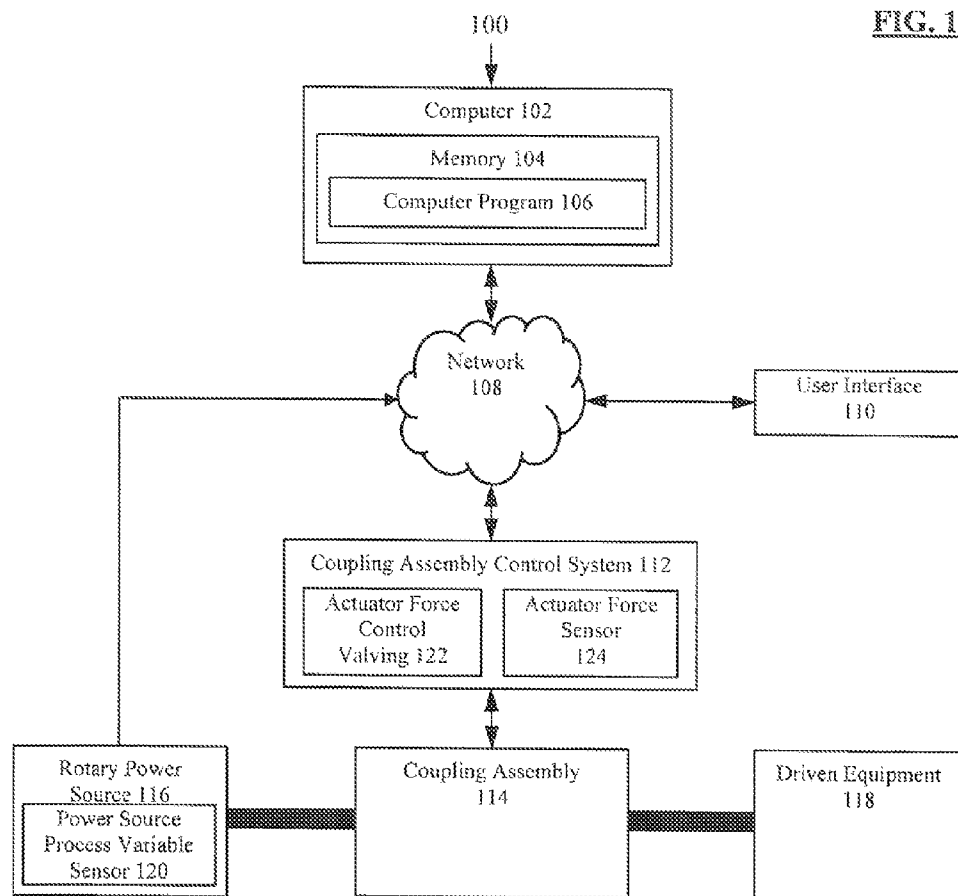 100
FIG. 1
Computer 102
Memory 104
Computer Program 106
Network
108
User Interface
110
Coupling Assembly Control System 112
Actuator Force
Control
Valving 122
Actuator Force
Sensor
124
Rotary Power
Source 116
Power Source
Process Variable
Sensor 120
Coupling Assembly
114
Driven Equipment
118